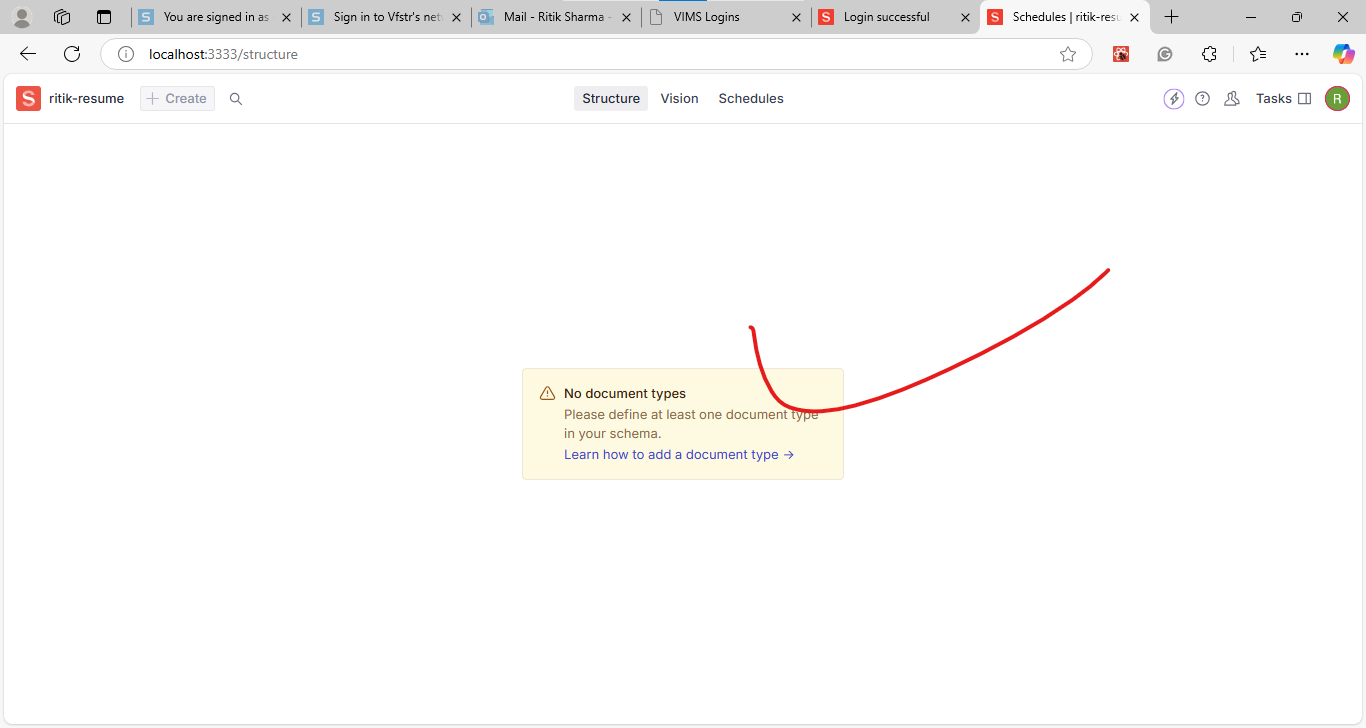 You are signed in as
Sign in to Vfstr's net
Mail - Ritik Sharma -
VIMS Logins
Login successful
Schedules | ritik-resu
localhost:3333/structure
S ritik-resume
+ Create
Structure
Vision
Schedules
Tasks
R
No document types
Please define at least one document type
in your schema.
Learn how to add a document type →